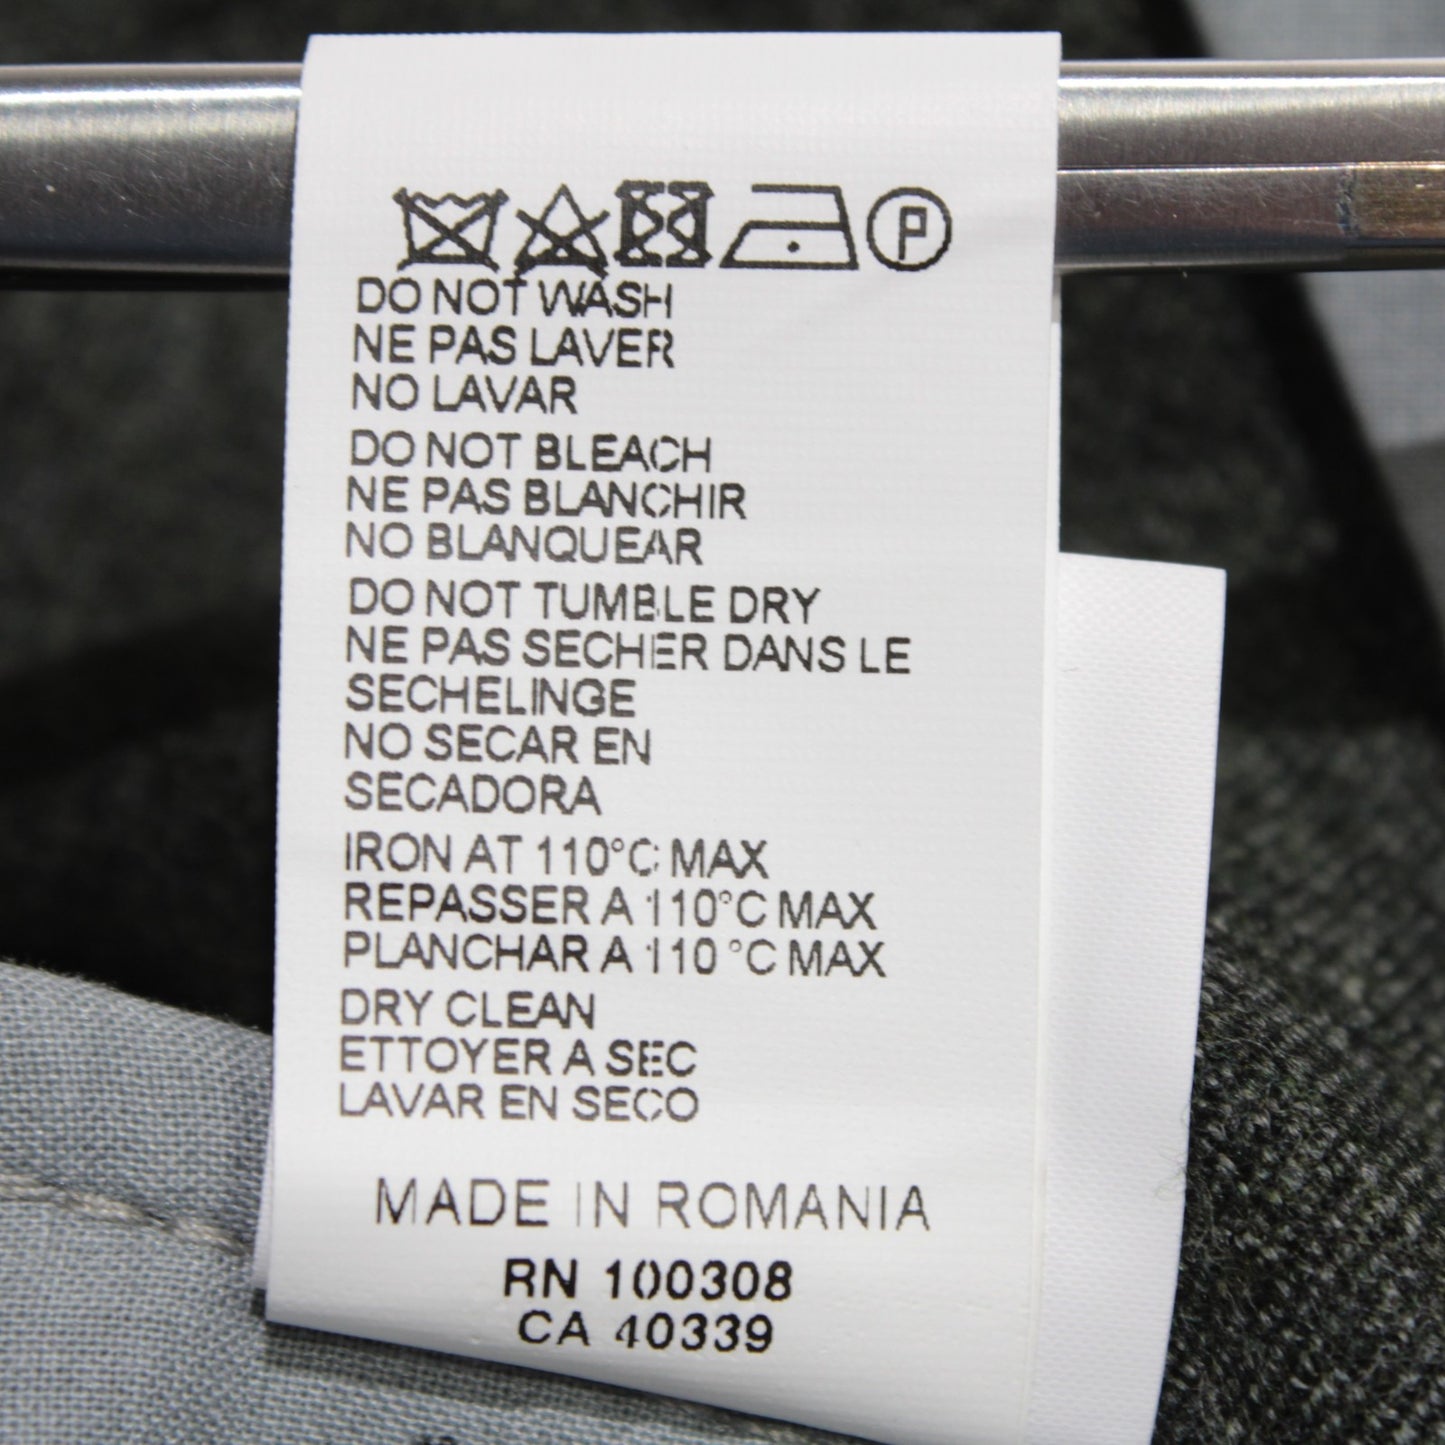 P
DO NOT WASH
NE PAS LAVER
NO LAVAR
DO NOT BLEACH
NE PAS BLANCHIR
NO BLANQUEAR
DO NOT TUMBLE DRY
NE PAS SECHER DANS LE
SECHELINGE
NO SECAR EN
SECADORA
IRON AT 110°C MAX
REPASSER A 110°C MAX
PLANCHAR A 110°C MAX
DRY CLEAN
ETTOYER A SEC
LAVAR EN SECO
MADE IN ROMANIA
RN 100308
CA 40339